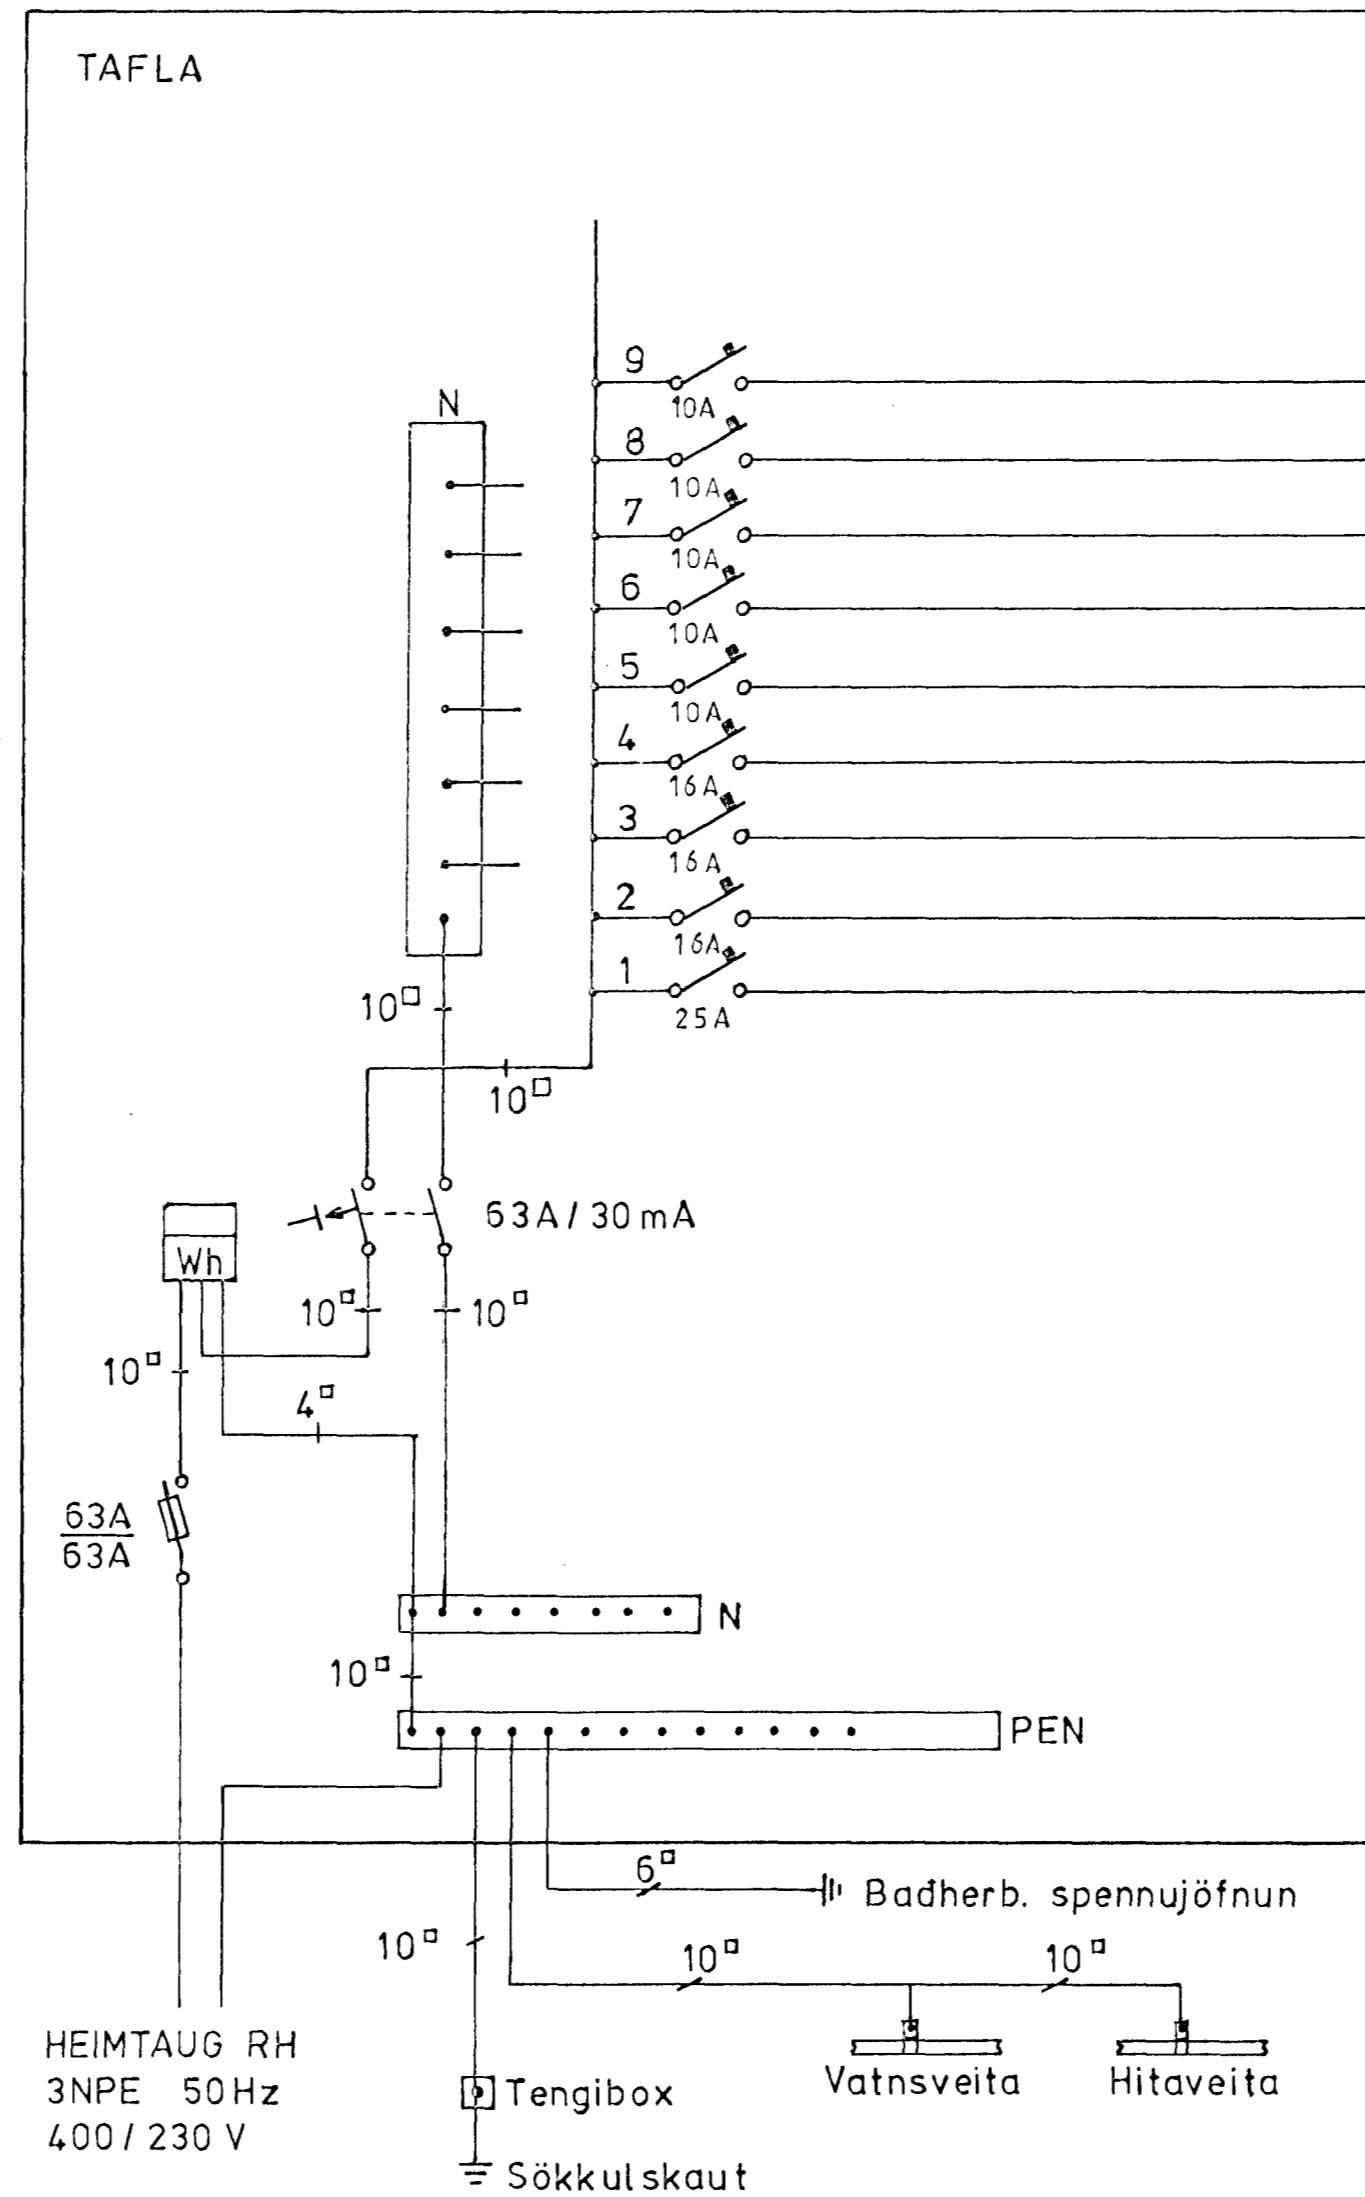 TAFLA
9
10A
N
8
10A
7
10A
6
10A
5
10A
4
16A
3
16A
2
16A
1
25A
10□
10□
63A / 30 mA
Wh
10□
10□
10□
4□
63A
63A
N
10□
PEN
6□
Baðherb. spennujöfnun
10□
10□
10□
HEIMTAUG RH
3NPE 50Hz
400 / 230 V
Tengibox
Vatnsveita
Hitaveita
Sökkulskaut